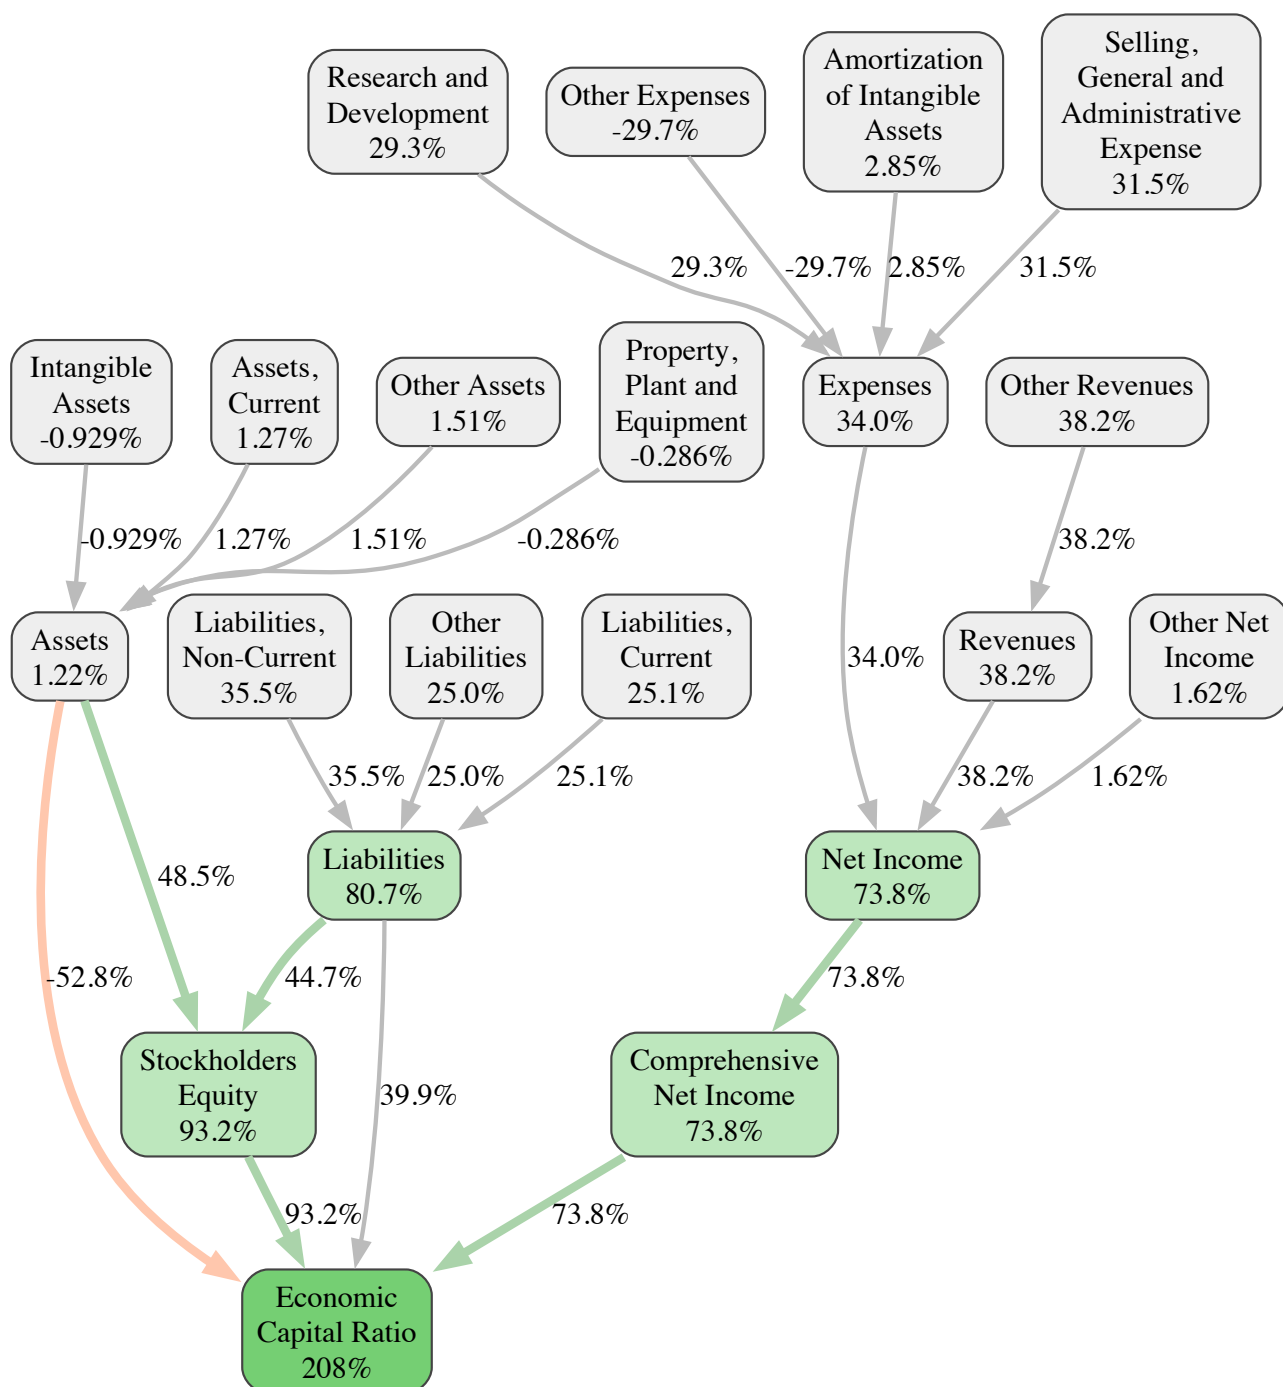 Research and
Development
29.3%
Other Expenses
-29.7%
Amortization
of Intangible
Assets
2.85%
Selling,
General and
Administrative
Expense
31.5%
29.3%
-29.7%
2.85%
31.5%
Intangible
Assets
-0.929%
Assets,
Current
1.27%
Other Assets
1.51%
Property,
Plant and
Equipment
-0.286%
Expenses
34.0%
Other Revenues
38.2%
-0.929%
1.27%
1.51%
-0.286%
38.2%
Assets
1.22%
Liabilities,
Non-Current
35.5%
Other
Liabilities
25.0%
Liabilities,
Current
25.1%
34.0%
Revenues
38.2%
Other Net
Income
1.62%
35.5%
25.0%
25.1%
38.2%
1.62%
48.5%
Liabilities
80.7%
Net Income
73.8%
-52.8%
44.7%
73.8%
Stockholders
Equity
93.2%
39.9%
Comprehensive
Net Income
73.8%
93.2%
73.8%
Economic
Capital Ratio
208%